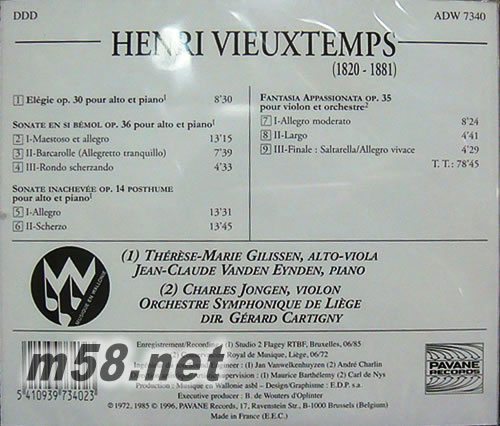 DDD
ADW 7340
HENRI VIEUXTEMPS
(1820 - 1881)
1 Elégie op. 30 pour alto et piano¹ 8'30
SONATE EN SI BÉMOL OP. 36 pour alto et piano¹
2 I-Maestoso et allegro 13'15
3 II-Barcarolle (Allegretto tranquillo) 7'39
4 III-Rondo scherzando 4'33
SONATE INACHEVÉE OP. 14 POSTHUME
pour alto et piano¹
5 I-Allegro 13'31
6 II-Scherzo 13'45
FANTASIA APPASSIONATA OP. 35
pour violon et orchestre²
7 I-Allegro moderato 8'24
8 II-Largo 4'41
9 III-Finale : Saltarella/Allegro vivace 4'29
T. T.: 78'45
MUSIQUE EN WALLONIE
(1) THÉRÈSE-MARIE GILISSEN, ALTO-VIOLA
JEAN-CLAUDE VANDEN EYNDEN, PIANO
(2) CHARLES JONGEN, VIOLON
ORCHESTRE SYMPHONIQUE DE LIÈGE
DIR. GÉRARD CARTIGNY
Enregistrement/Recording : (1) Studio 2 Flagey RTBF, Bruxelles, 06/85
(2) Royal de Musique, Liège, 06/72
Jan Vanwelkenhuyzen (2) André Charlin
supervision : (1) Maurice Barthélemy (2) Carl de Nys
Production : Musique en Wallonie asbl – Design/Graphisme : E.D.P. s.a.
Executive producer : B. de Wouters d'Oplinter
© 1972, 1985 ® 1996, PAVANE Records, 17, Ravenstein Str., B-1000 Brussels (Belgium)
Made in France (E.E.C.)
PAVANE
RECORDS
m58.net
5 410939 734023